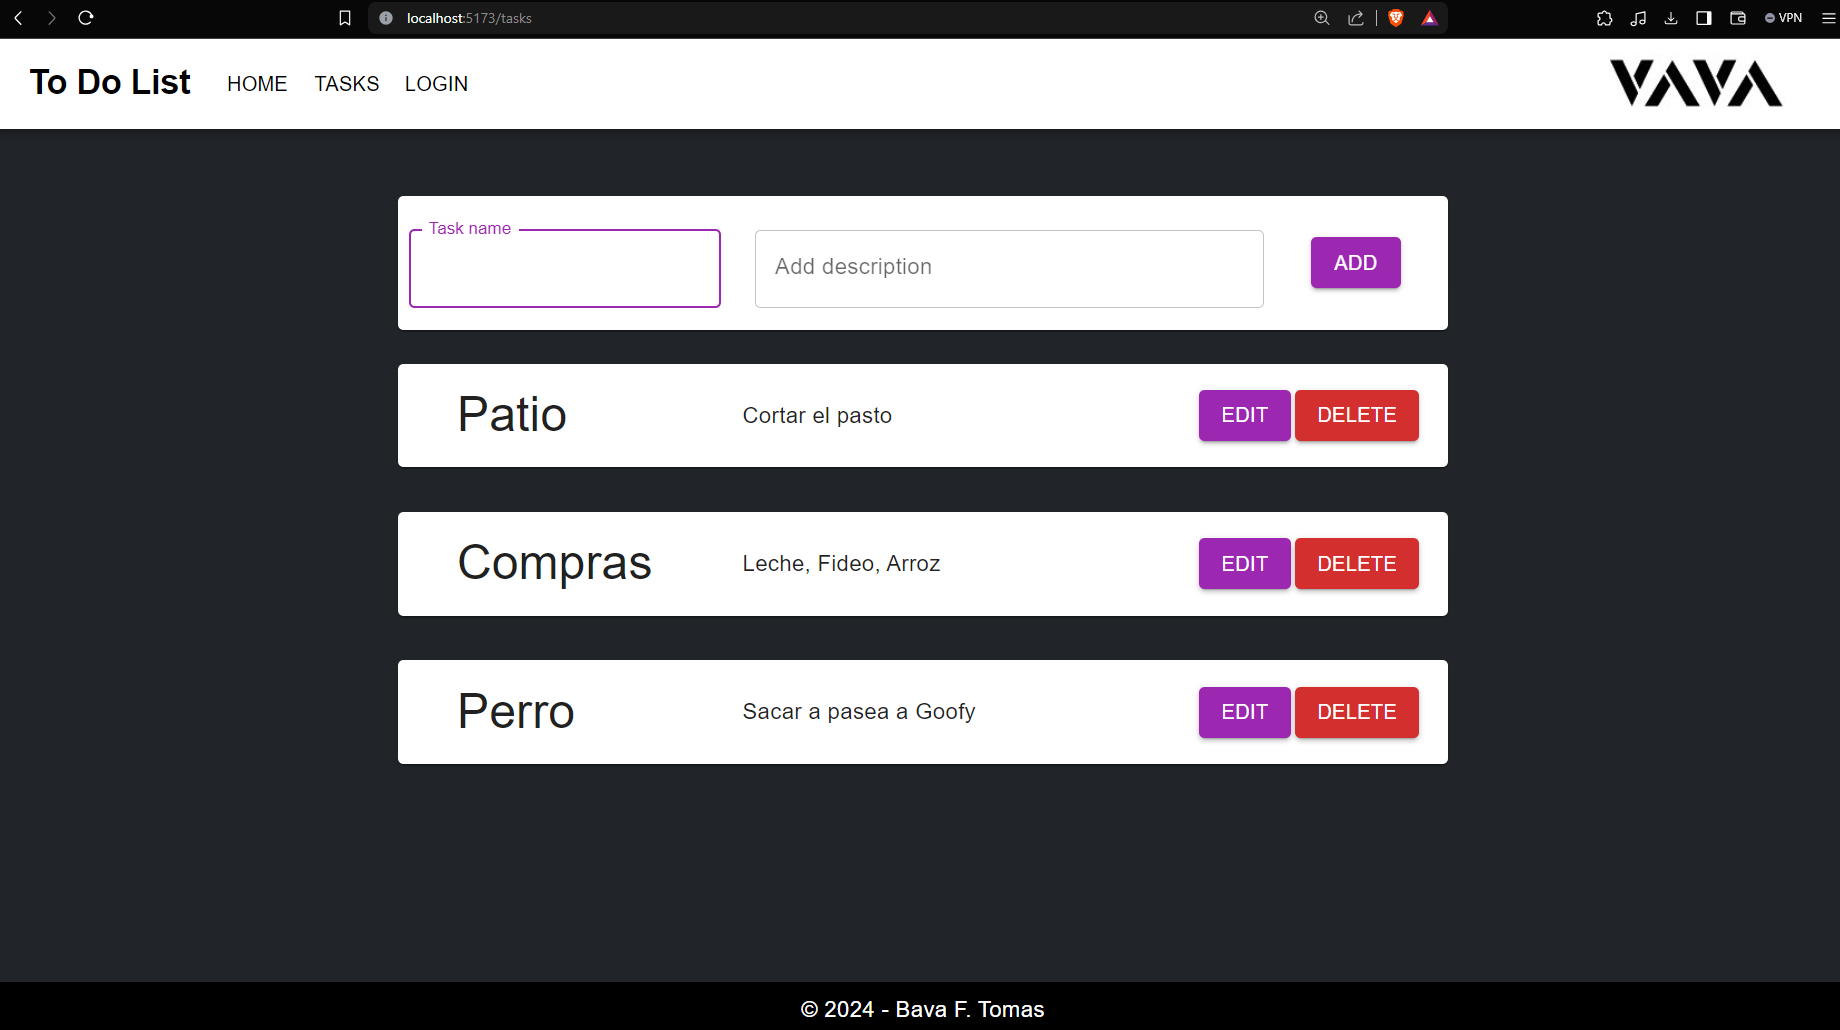 localhost:5173/tasks
VPN
To Do List HOME TASKS LOGIN VAVA
Task name
Add description
ADD
Patio Cortar el pasto EDIT DELETE
Compras Leche, Fideo, Arroz EDIT DELETE
Perro Sacar a pasea a Goofy EDIT DELETE
© 2024 - Bava F. Tomas